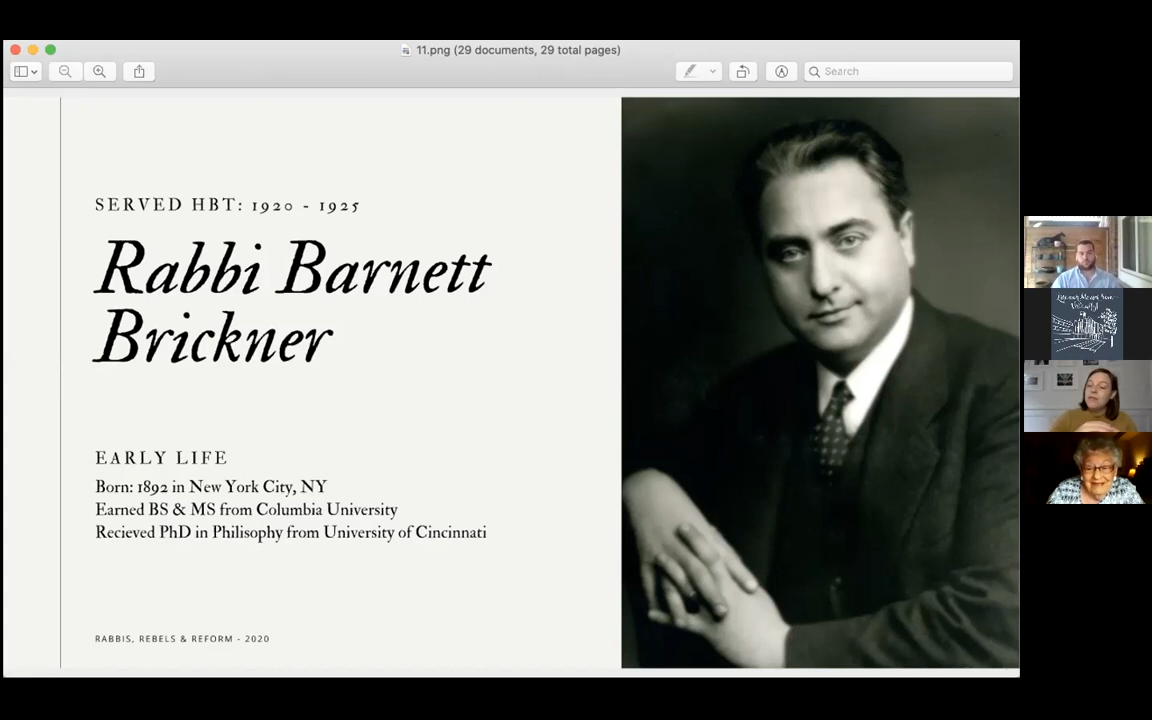 11.png (29 documents, 29 total pages)
Search
SERVED HBT: 1920 - 1925
Rabbi Barnett
Brickner
EARLY LIFE
Born: 1892 in New York City, NY
Earned BS & MS from Columbia University
Recieved PhD in Philisophy from University of Cincinnati
RABBIS, REBELS & REFORM - 2020